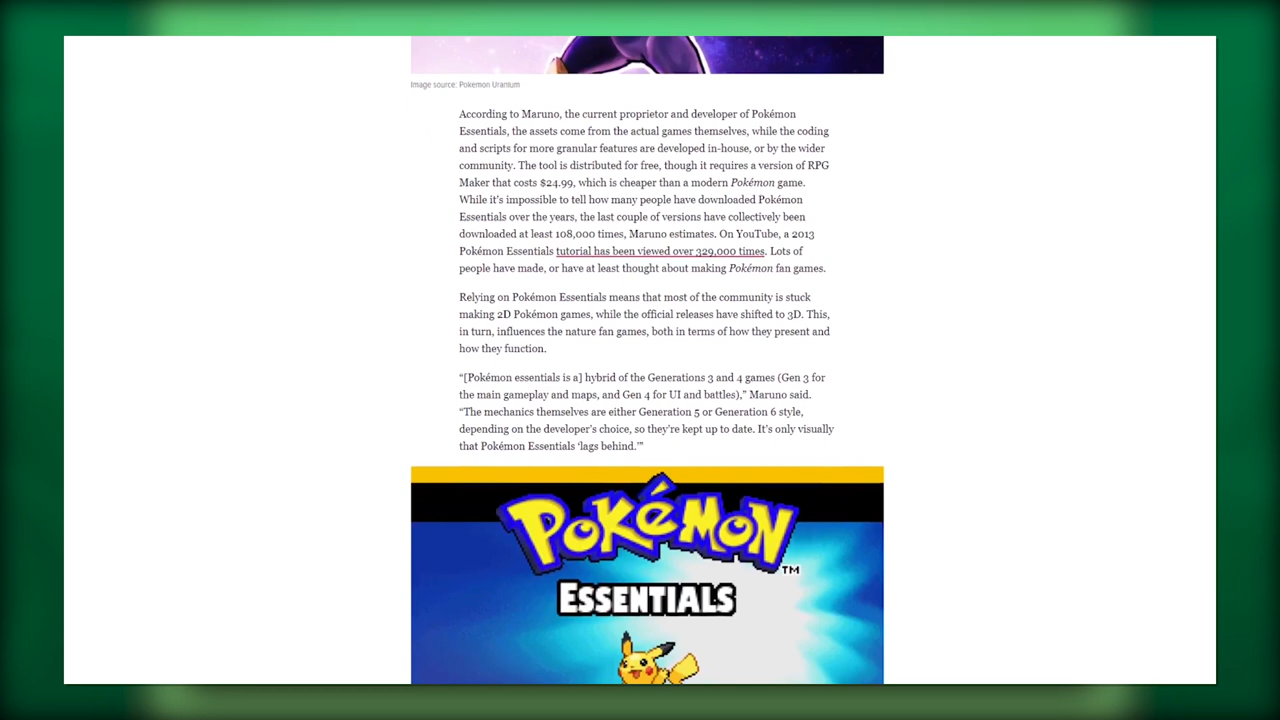 Image source: Pokemon Uranium
According to Maruno, the current proprietor and developer of Pokémon
Essentials, the assets come from the actual games themselves, while the coding
and scripts for more granular features are developed in-house, or by the wider
community. The tool is distributed for free, though it requires a version of RPG
Maker that costs $24.99, which is cheaper than a modern Pokémon game.
While it's impossible to tell how many people have downloaded Pokémon
Essentials over the years, the last couple of versions have collectively been
downloaded at least 108,000 times, Maruno estimates. On YouTube, a 2013
Pokémon Essentials tutorial has been viewed over 329,000 times. Lots of
people have made, or have at least thought about making Pokémon fan games.
Relying on Pokémon Essentials means that most of the community is stuck
making 2D Pokémon games, while the official releases have shifted to 3D. This,
in turn, influences the nature fan games, both in terms of how they present and
how they function.
“[Pokémon essentials is a] hybrid of the Generations 3 and 4 games (Gen 3 for
the main gameplay and maps, and Gen 4 for UI and battles),” Maruno said.
“The mechanics themselves are either Generation 5 or Generation 6 style,
depending on the developer’s choice, so they’re kept up to date. It’s only visually
that Pokémon Essentials ‘lags behind.’”
POKéMON
TM
ESSENTIALS